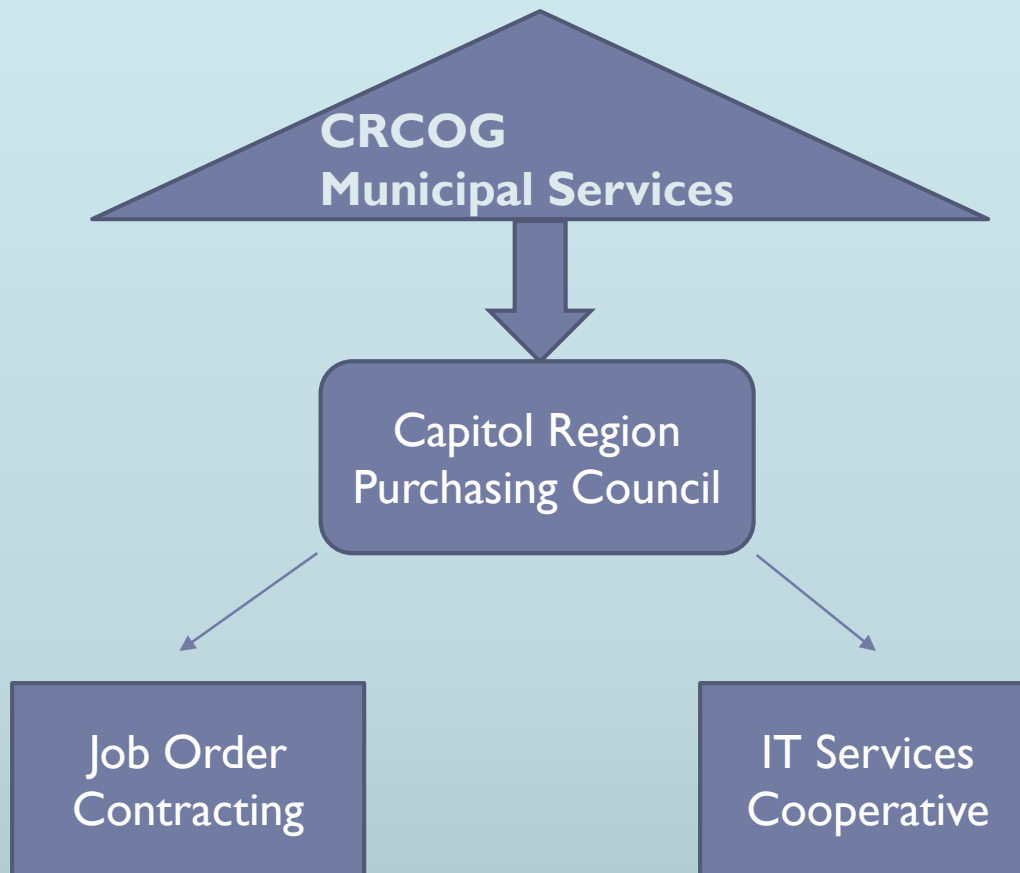 CRCOG
Municipal Services
Capitol Region
Purchasing Council
Job Order
Contracting
IT Services
Cooperative